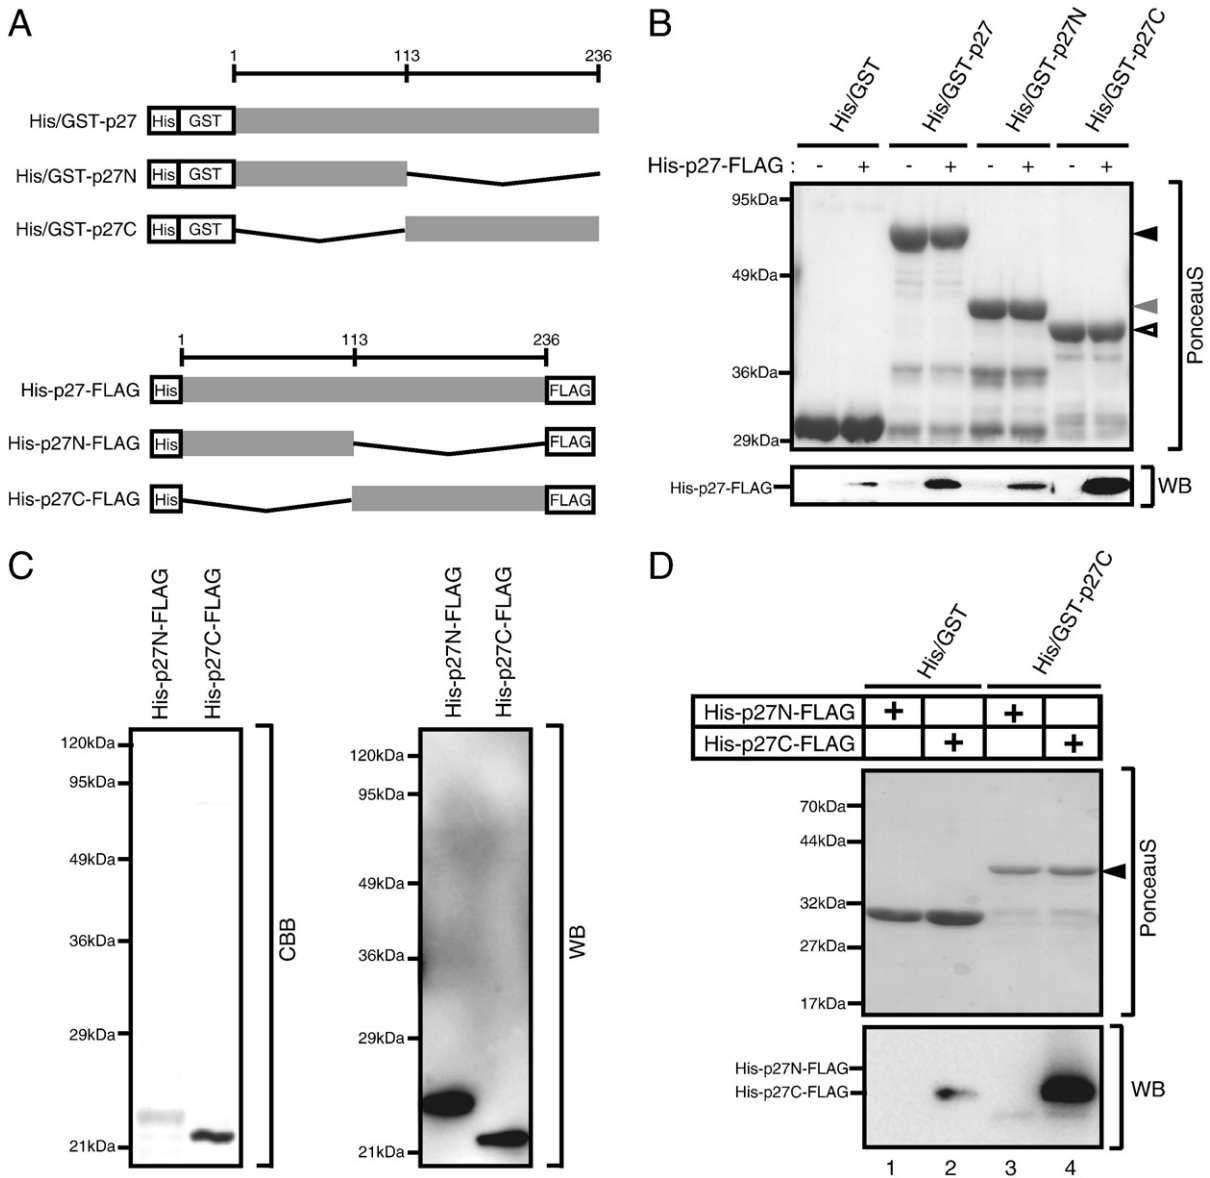 A
1 113 236
His/GST-p27 His GST
His/GST-p27N His GST
His/GST-p27C His GST
1 113 236
His-p27-FLAG His FLAG
His-p27N-FLAG His FLAG
His-p27C-FLAG His FLAG
B
His/GST
His/GST-p27
His/GST-p27N
His/GST-p27C
His-p27-FLAG : - + - + - + - +
95kDa
49kDa
36kDa
29kDa
PonceauS
His-p27-FLAG
WB
C
His-p27N-FLAG
His-p27C-FLAG
120kDa
95kDa
49kDa
36kDa
29kDa
21kDa
CBB
His-p27N-FLAG
His-p27C-FLAG
120kDa
95kDa
49kDa
36kDa
29kDa
21kDa
WB
D
His/GST
His/GST-p27C
His-p27N-FLAG + +
His-p27C-FLAG + +
70kDa
44kDa
32kDa
27kDa
17kDa
PonceauS
His-p27N-FLAG
His-p27C-FLAG
WB
1 2 3 4